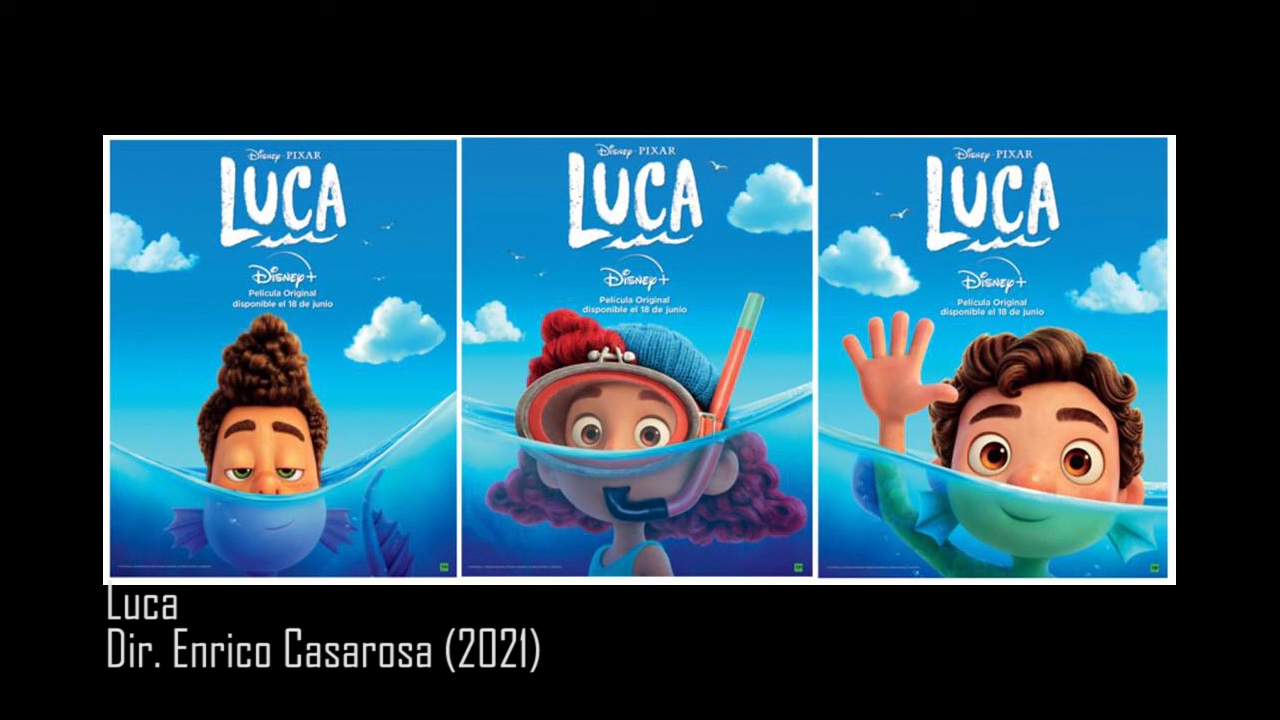 Disney · PIXAR
LUCA
Disney+
Película Original
disponible el 18 de junio
Disney · PIXAR
LUCA
Disney+
Película Original
disponible el 18 de junio
Disney · PIXAR
LUCA
Disney+
Película Original
disponible el 18 de junio
Luca
Dir. Enrico Casarosa (2021)